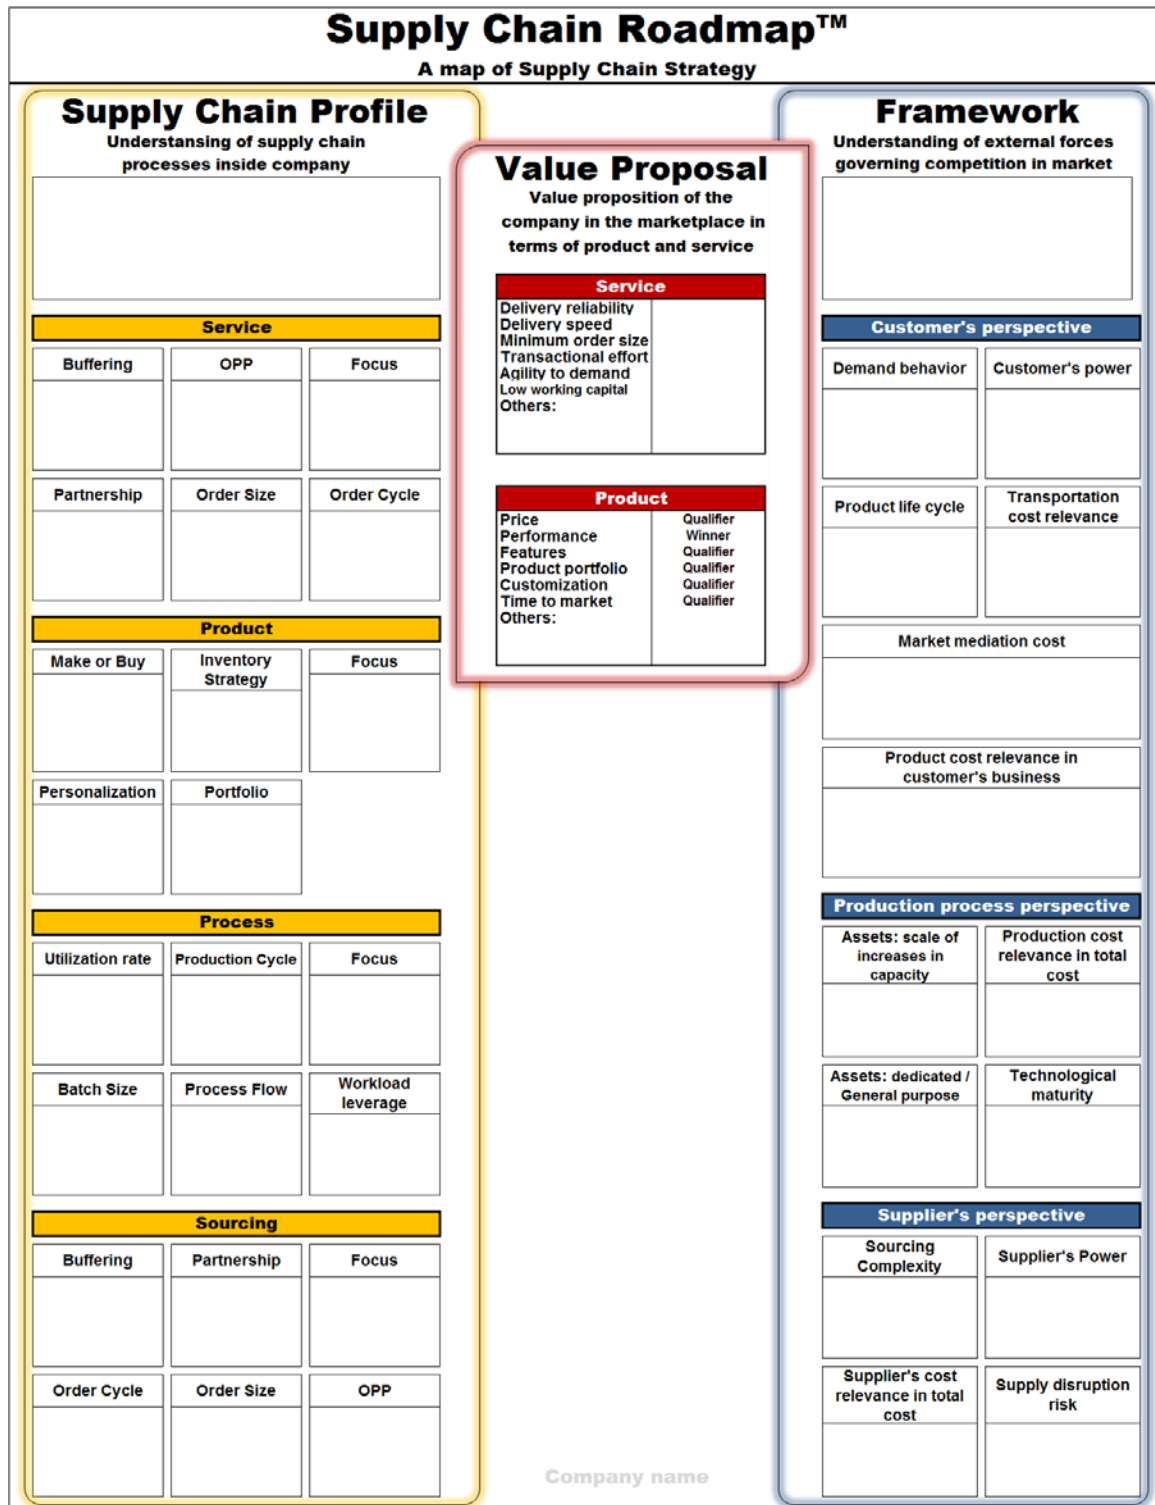 Supply Chain Roadmap™
A map of Supply Chain Strategy
Supply Chain Profile
Understansing of supply chain
processes inside company
Service
Buffering
OPP
Focus
Partnership
Order Size
Order Cycle
Product
Make or Buy
Inventory
Strategy
Focus
Personalization
Portfolio
Process
Utilization rate
Production Cycle
Focus
Batch Size
Process Flow
Workload
leverage
Sourcing
Buffering
Partnership
Focus
Order Cycle
Order Size
OPP
Value Proposal
Value proposition of the
company in the marketplace in
terms of product and service
Service
Delivery reliability
Delivery speed
Minimum order size
Transactional effort
Agility to demand
Low working capital
Others:
Product
Price Qualifier
Performance Winner
Features Qualifier
Product portfolio Qualifier
Customization Qualifier
Time to market Qualifier
Others:
Company name
Framework
Understanding of external forces
governing competition in market
Customer's perspective
Demand behavior
Customer's power
Product life cycle
Transportation
cost relevance
Market mediation cost
Product cost relevance in
customer's business
Production process perspective
Assets: scale of
increases in
capacity
Production cost
relevance in total
cost
Assets: dedicated /
General purpose
Technological
maturity
Supplier's perspective
Sourcing
Complexity
Supplier's Power
Supplier's cost
relevance in total
cost
Supply disruption
risk